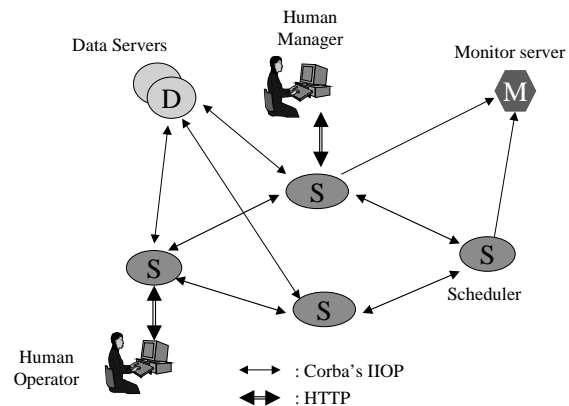 Human
Manager
Data Servers
Monitor server
D
M
S
S
S
S
Scheduler
Human
Operator
: Corba's IIOP
: HTTP